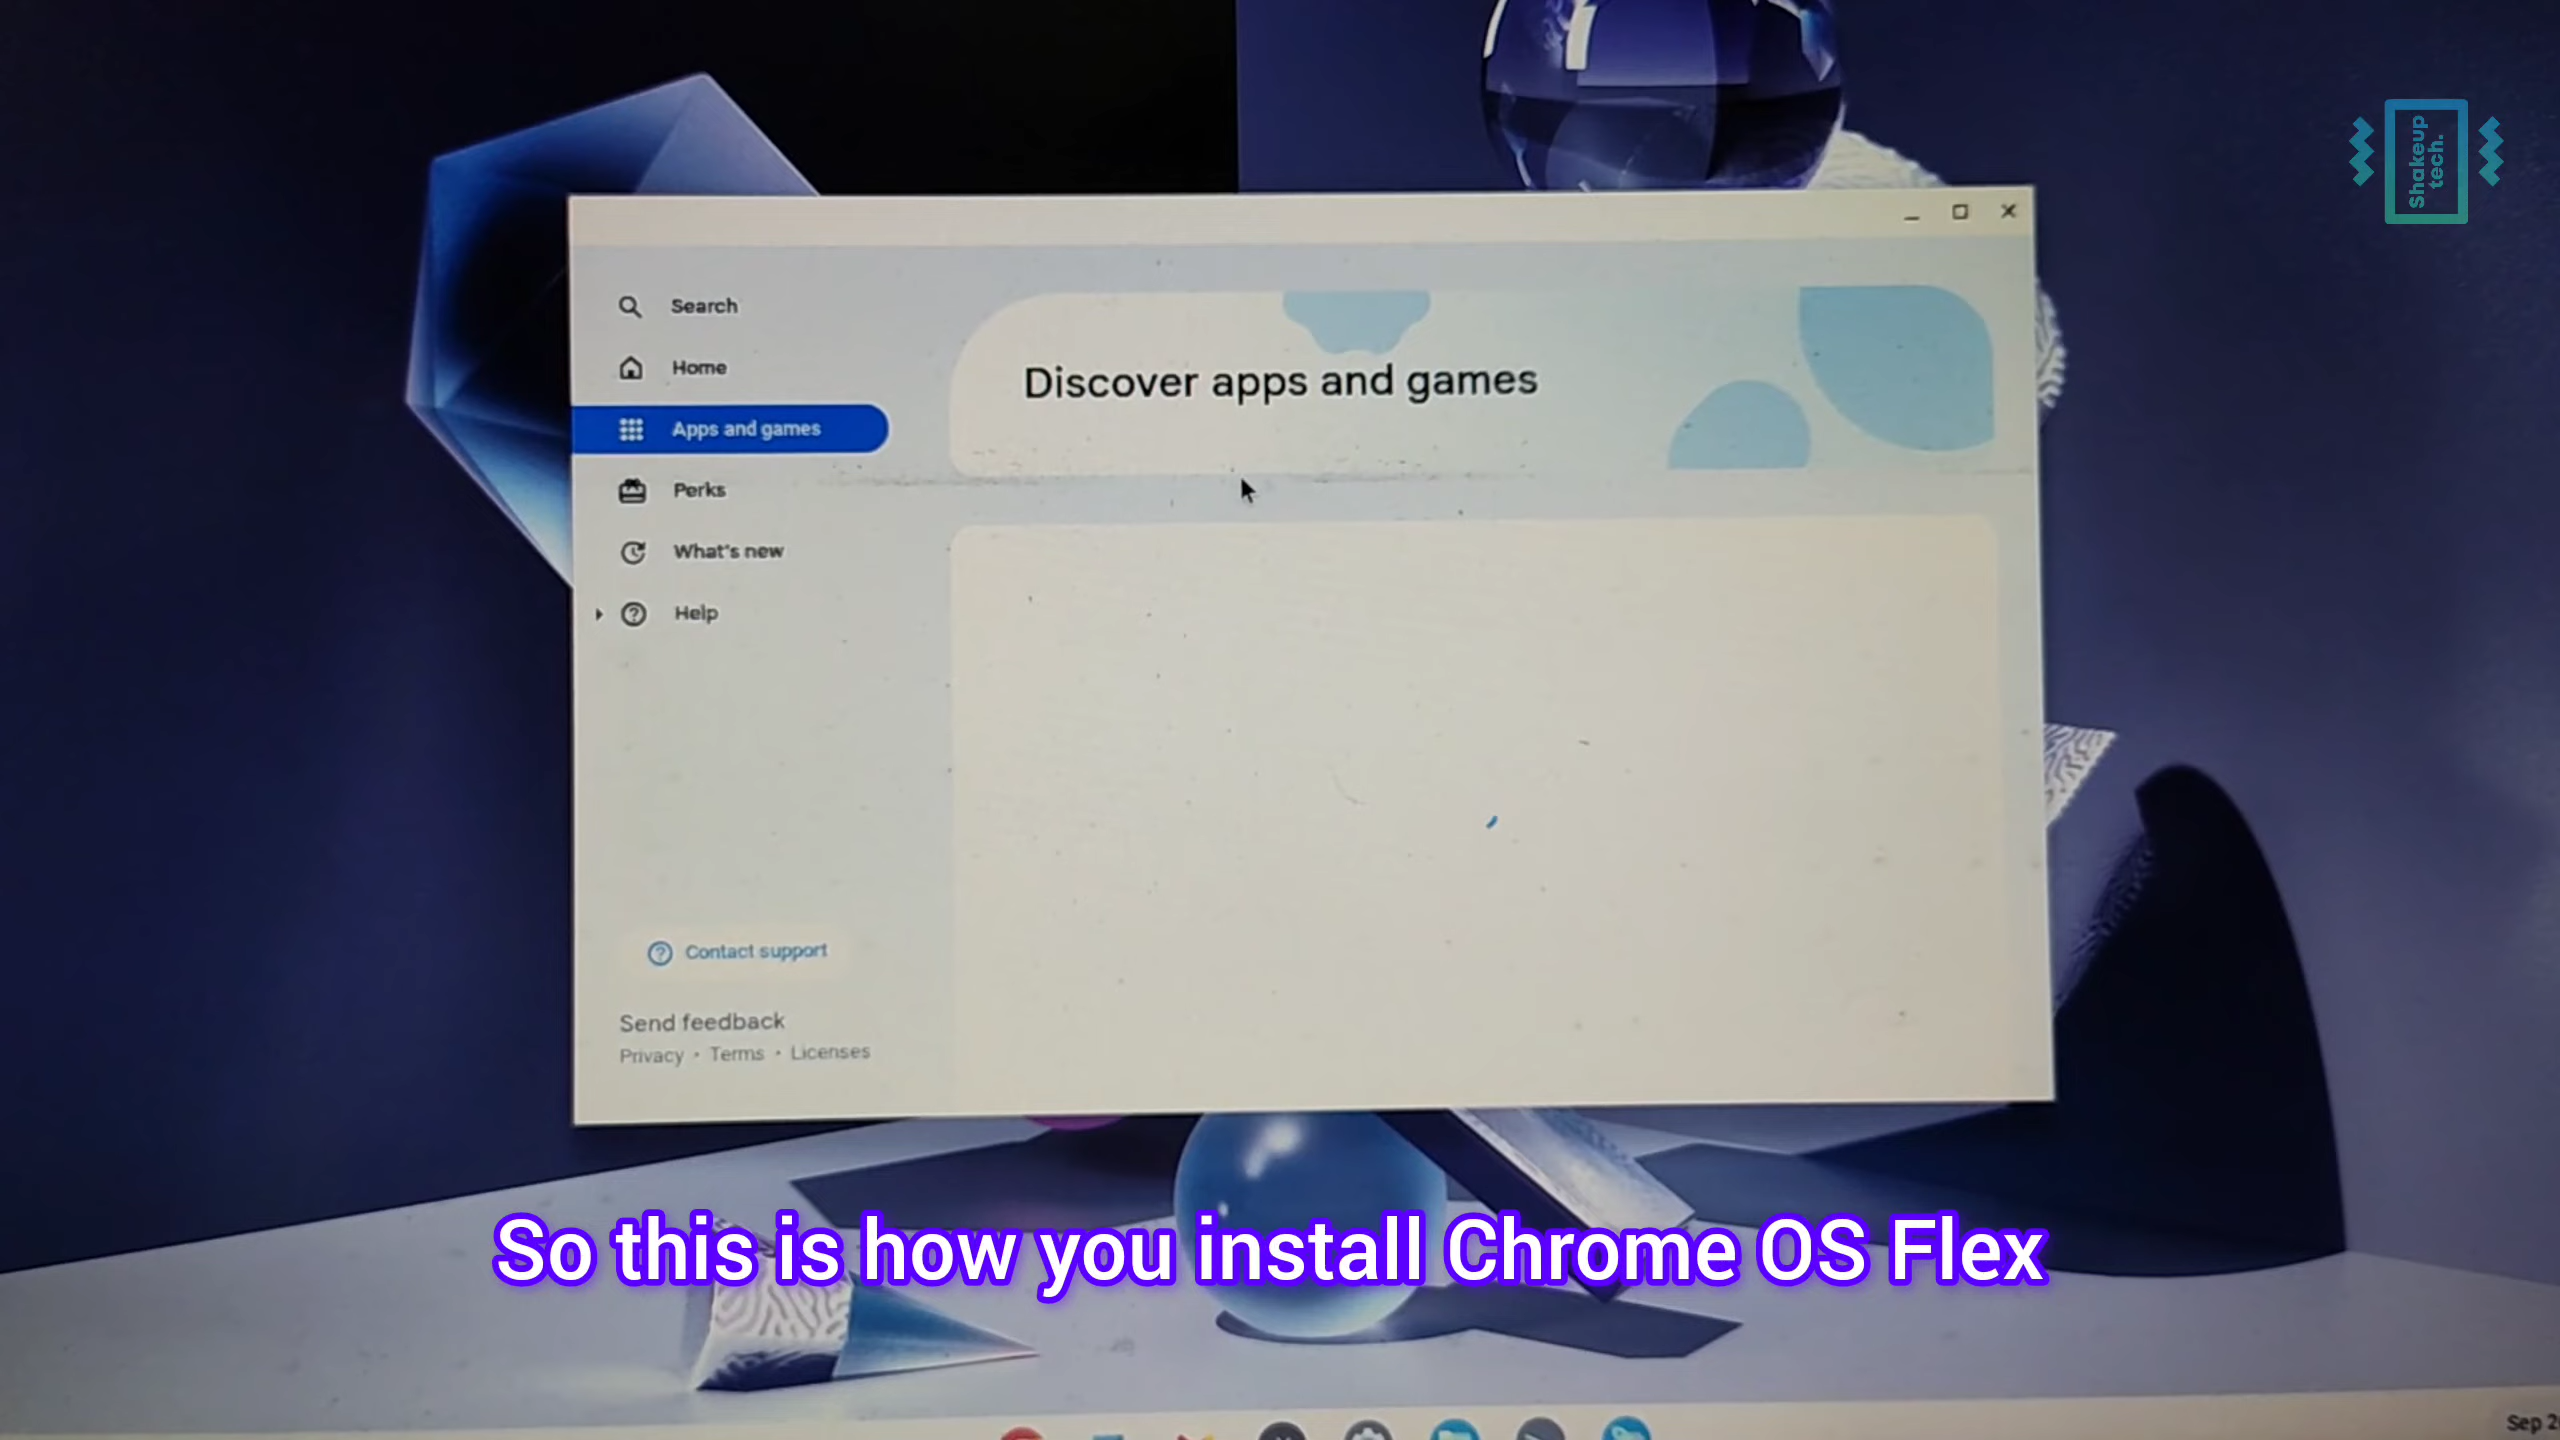 shakeup
tech.
Search
Home
Discover apps and games
Apps and games
Perks
What's new
Help
Contact support
Send feedback
Privacy • Terms • Licenses
So this is how you install Chrome OS Flex
Sep